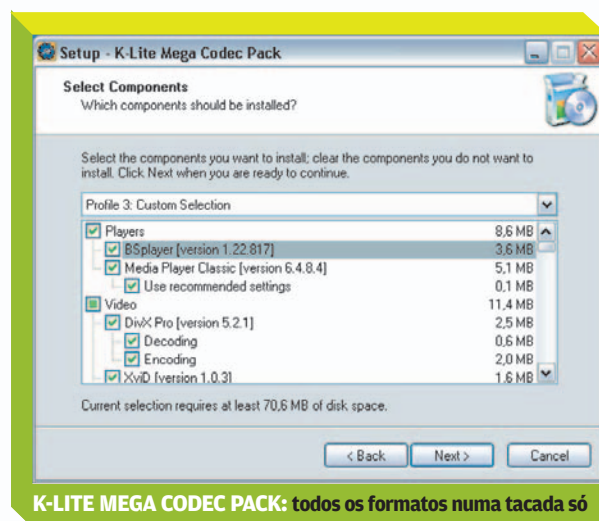 Setup - K-Lite Mega Codec Pack
Select Components
Which components should be installed?
Select the components you want to install; clear the components you do not want to
install. Click Next when you are ready to continue.
Profile 3: Custom Selection
Players 8,6 MB
BSplayer [version 1.22.817] 3,6 MB
Media Player Classic [version 6.4.8.4] 5,1 MB
Use recommended settings 0,1 MB
Video 11,4 MB
DivX Pro [version 5.2.1] 2,5 MB
Decoding 0,6 MB
Encoding 2,0 MB
XviD [version 1.0.3] 1,6 MB
Current selection requires at least 70,6 MB of disk space.
< Back Next > Cancel
K-LITE MEGA CODEC PACK: todos os formatos numa tacada só